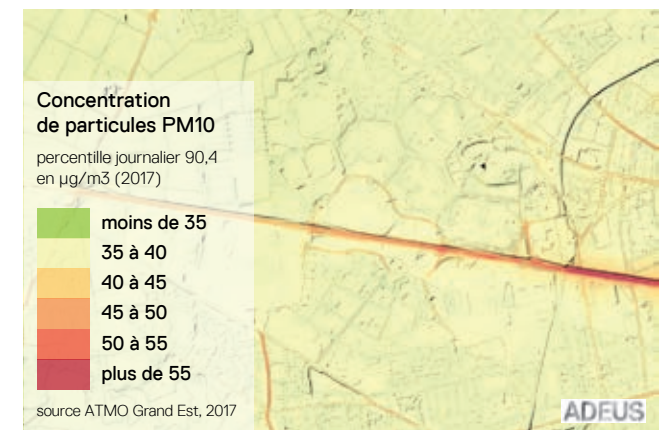 Concentration
de particules PM10
percentille journalier 90,4
en µg/m3 (2017)
moins de 35
35 à 40
40 à 45
45 à 50
50 à 55
plus de 55
source ATMO Grand Est, 2017
ADEUS